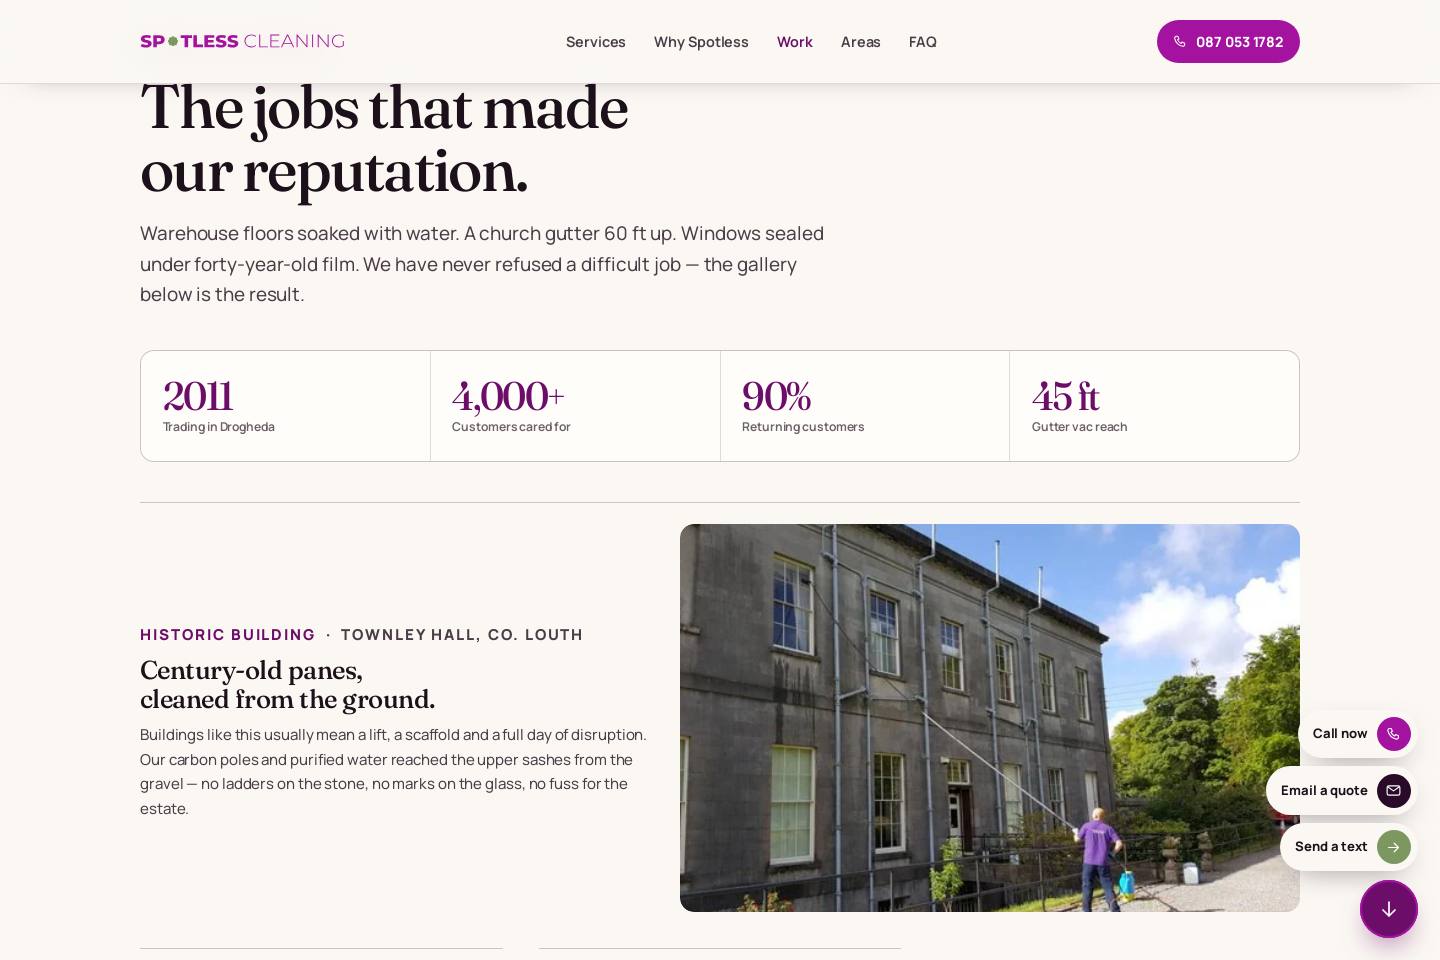 SPOTLESS CLEANING
Services
Why Spotless
Work
Areas
FAQ
087 053 1782
The jobs that made
our reputation.
Warehouse floors soaked with water. A church gutter 60 ft up. Windows sealed
under forty-year-old film. We have never refused a difficult job — the gallery
below is the result.
2011
Trading in Drogheda
4,000+
Customers cared for
90%
Returning customers
45 ft
Gutter vac reach
HISTORIC BUILDING · TOWNLEY HALL, CO. LOUTH
Century-old panes,
cleaned from the ground.
Buildings like this usually mean a lift, a scaffold and a full day of disruption.
Our carbon poles and purified water reached the upper sashes from the
gravel — no ladders on the stone, no marks on the glass, no fuss for the
estate.
Call now
Email a quote
Send a text